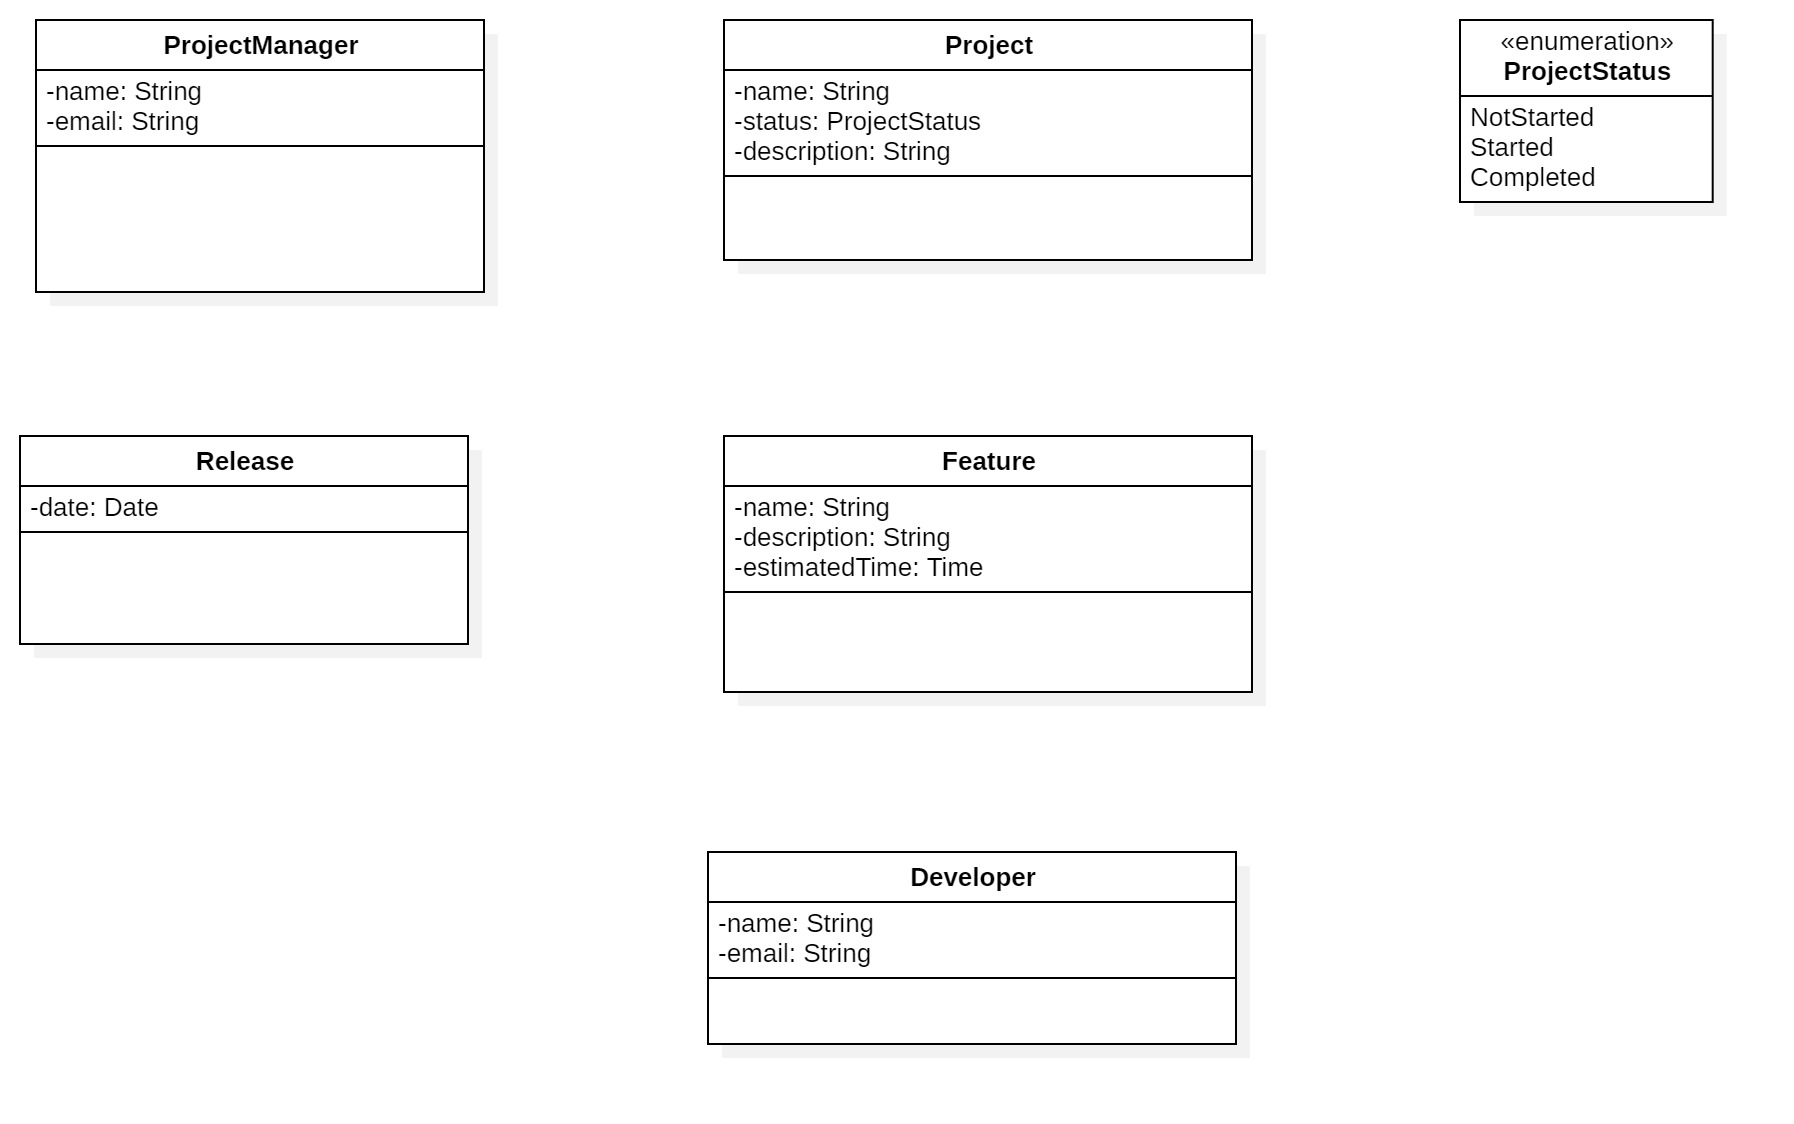 ProjectManager
-name: String
-email: String
Project
-name: String
-status: ProjectStatus
-description: String
«enumeration»
ProjectStatus
NotStarted
Started
Completed
Release
-date: Date
Feature
-name: String
-description: String
-estimatedTime: Time
Developer
-name: String
-email: String